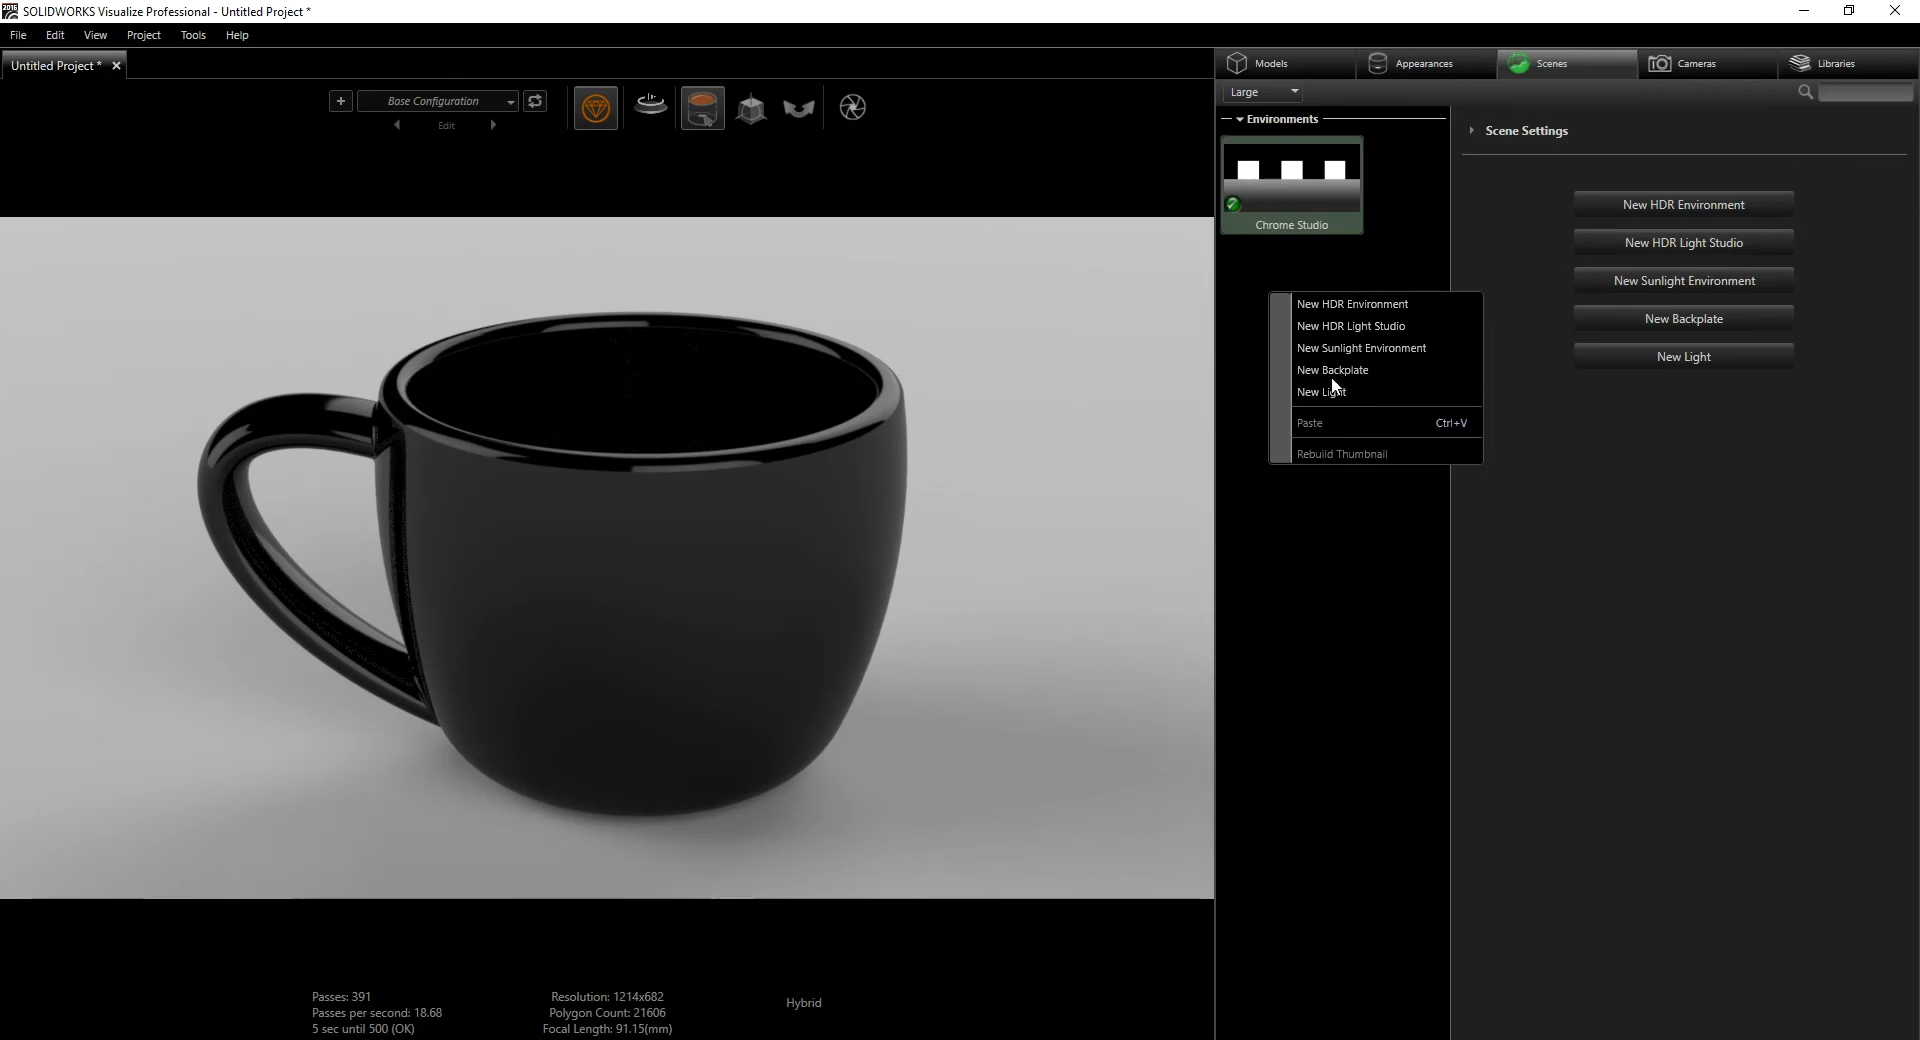 2016
SOLIDWORKS Visualize Professional - Untitled Project *
File Edit View Project Tools Help
Untitled Project *
Models
Appearances
Scenes
Cameras
Libraries
Base Configuration
Edit
Large
Environments
Chrome Studio
Scene Settings
New HDR Environment
New HDR Light Studio
New Sunlight Environment
New Backplate
New Light
New HDR Environment
New HDR Light Studio
New Sunlight Environment
New Backplate
New Light
Paste Ctrl+V
Rebuild Thumbnail
Passes: 391
Passes per second: 18.68
5 sec until 500 (OK)
Resolution: 1214x682
Polygon Count: 21606
Focal Length: 91.15(mm)
Hybrid